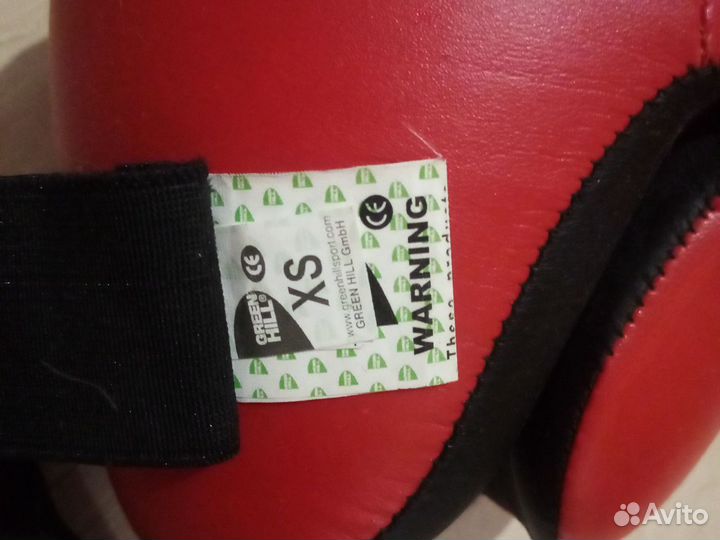 GREEN
HILL®
CE
XS
www.greenhillsport.com
GREEN HILL GmbH
CE
WARNING
These products
Avito